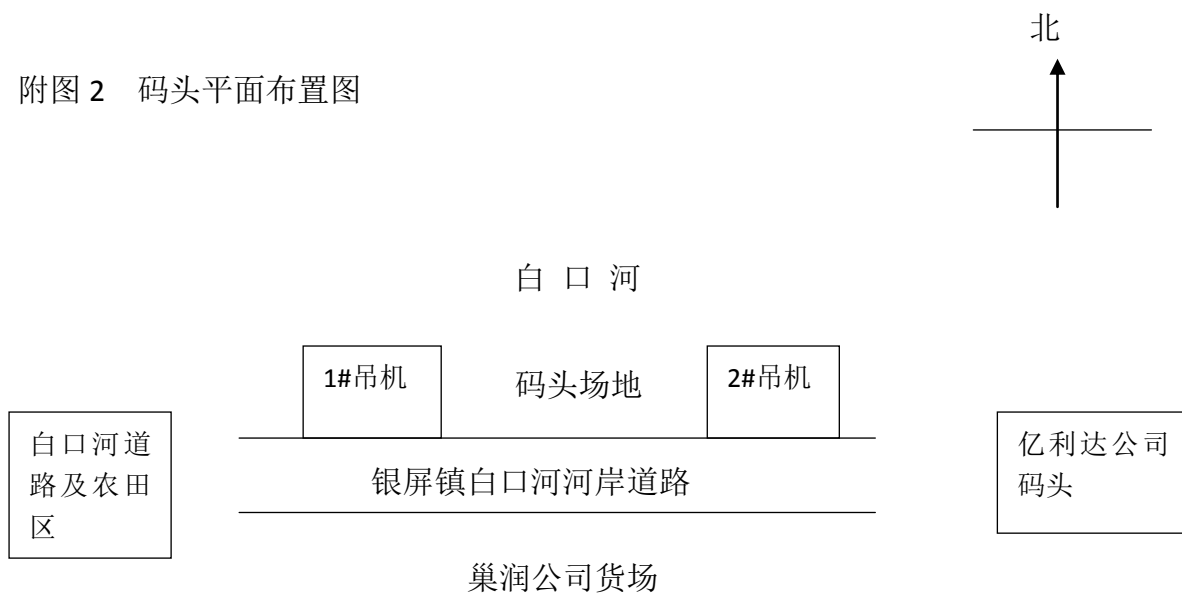 北
附图 2 码头平面布置图
白 口 河
1#吊机
码头场地
2#吊机
白口河道
路及农田
区
银屏镇白口河河岸道路
亿利达公司
码头
巢润公司货场